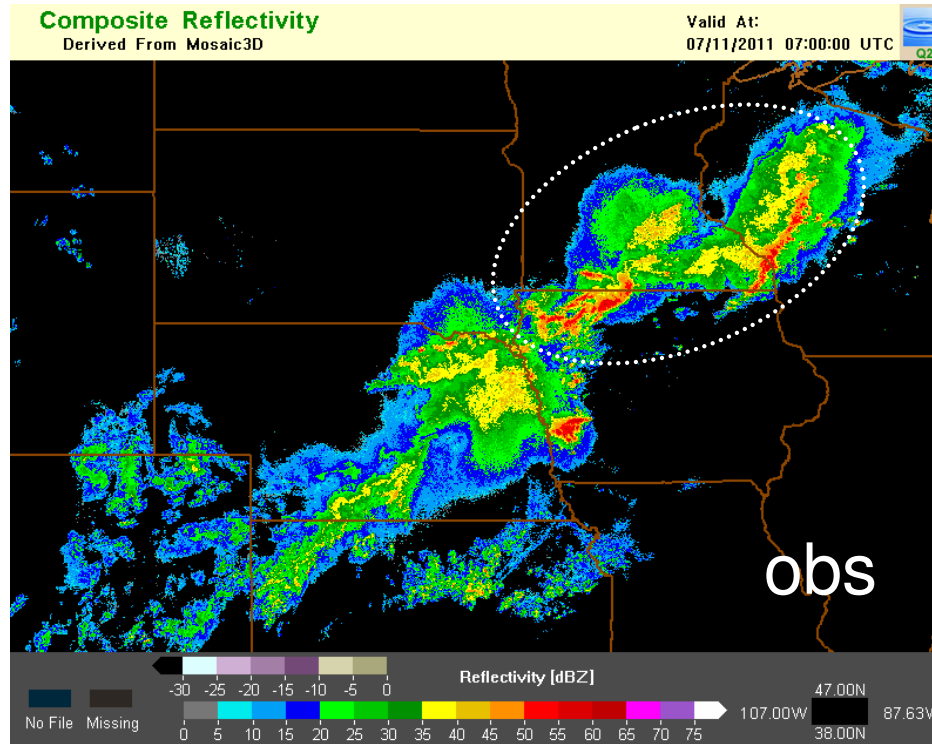 Composite Reflectivity
Derived From Mosaic3D
Valid At:
07/11/2011 07:00:00 UTC
Q2
obs
Reflectivity [dBZ]
-30 -25 -20 -15 -10 -5 0
No File Missing
0 5 10 15 20 25 30 35 40 45 50 55 60 65 70 75
47.00N
107.00W 87.63W
38.00N